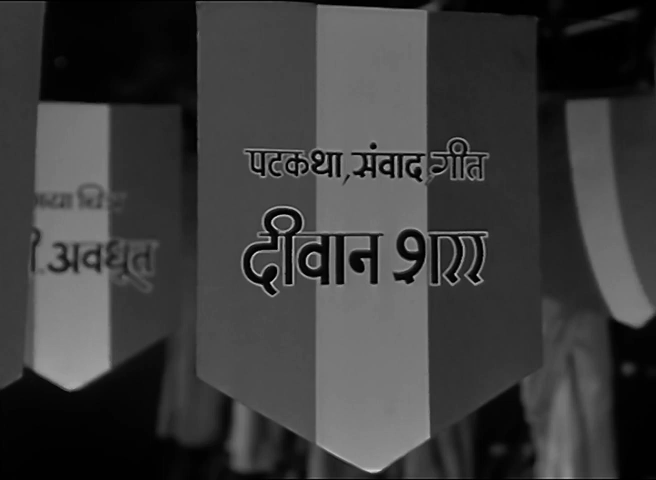 पटकथा, संवाद, गीत
दीवान शरर
अवधूत